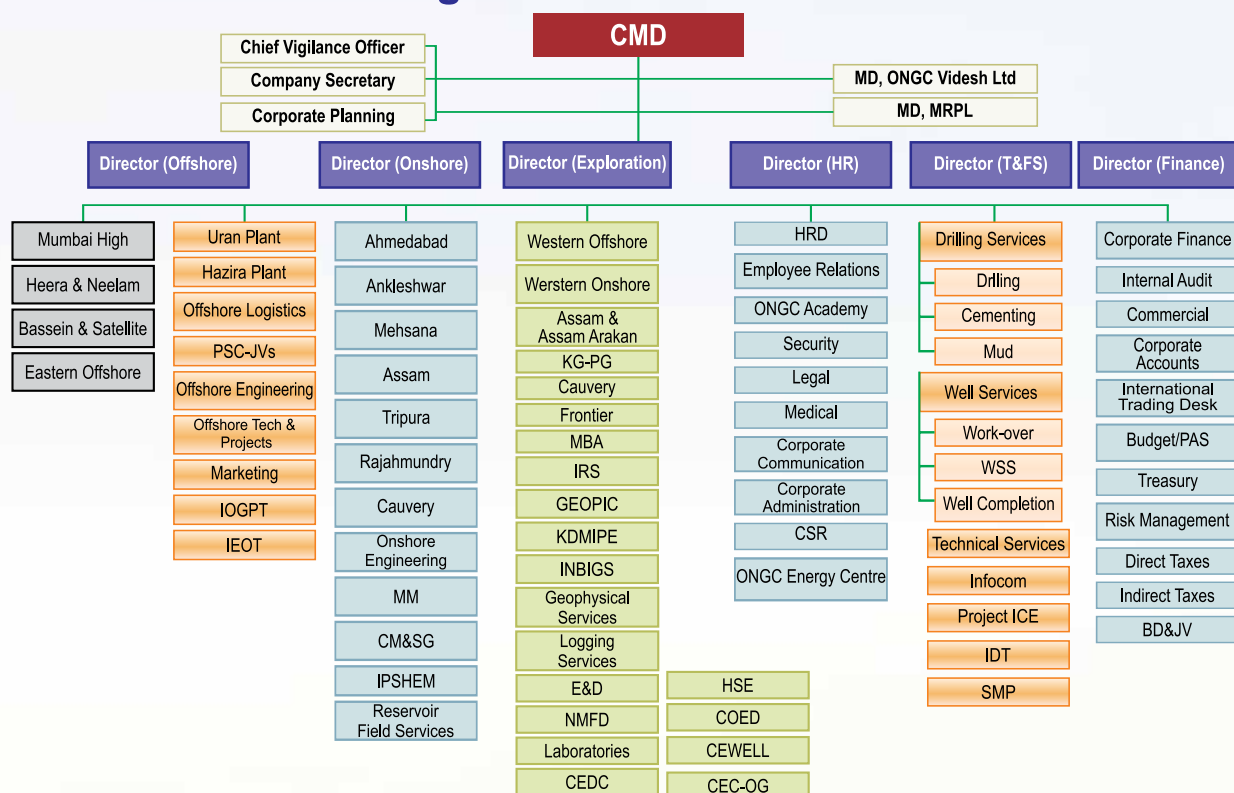 CMD
Chief Vigilance Officer
Company Secretary
Corporate Planning
MD, ONGC Videsh Ltd
MD, MRPL
Director (Offshore)
Director (Onshore)
Director (Exploration)
Director (HR)
Director (T&FS)
Director (Finance)
Mumbai High
Heera & Neelam
Bassein & Satellite
Eastern Offshore
Uran Plant
Hazira Plant
Offshore Logistics
PSC-JVs
Offshore Engineering
Offshore Tech &
Projects
Marketing
IOGPT
IEOT
Ahmedabad
Ankleshwar
Mehsana
Assam
Tripura
Rajahmundry
Cauvery
Onshore
Engineering
MM
CM&SG
IPSHEM
Reservoir
Field Services
Western Offshore
Werstern Onshore
Assam &
Assam Arakan
KG-PG
Cauvery
Frontier
MBA
IRS
GEOPIC
KDMIPE
INBIGS
Geophysical
Services
Logging
Services
E&D
NMFD
Laboratories
CEDC
HSE
COED
CEWELL
CEC-OG
HRD
Employee Relations
ONGC Academy
Security
Legal
Medical
Corporate
Communication
Corporate
Administration
CSR
ONGC Energy Centre
Drilling Services
Drilling
Cementing
Mud
Well Services
Work-over
WSS
Well Completion
Technical Services
Infocom
Project ICE
IDT
SMP
Corporate Finance
Internal Audit
Commercial
Corporate
Accounts
International
Trading Desk
Budget/PAS
Treasury
Risk Management
Direct Taxes
Indirect Taxes
BD&JV